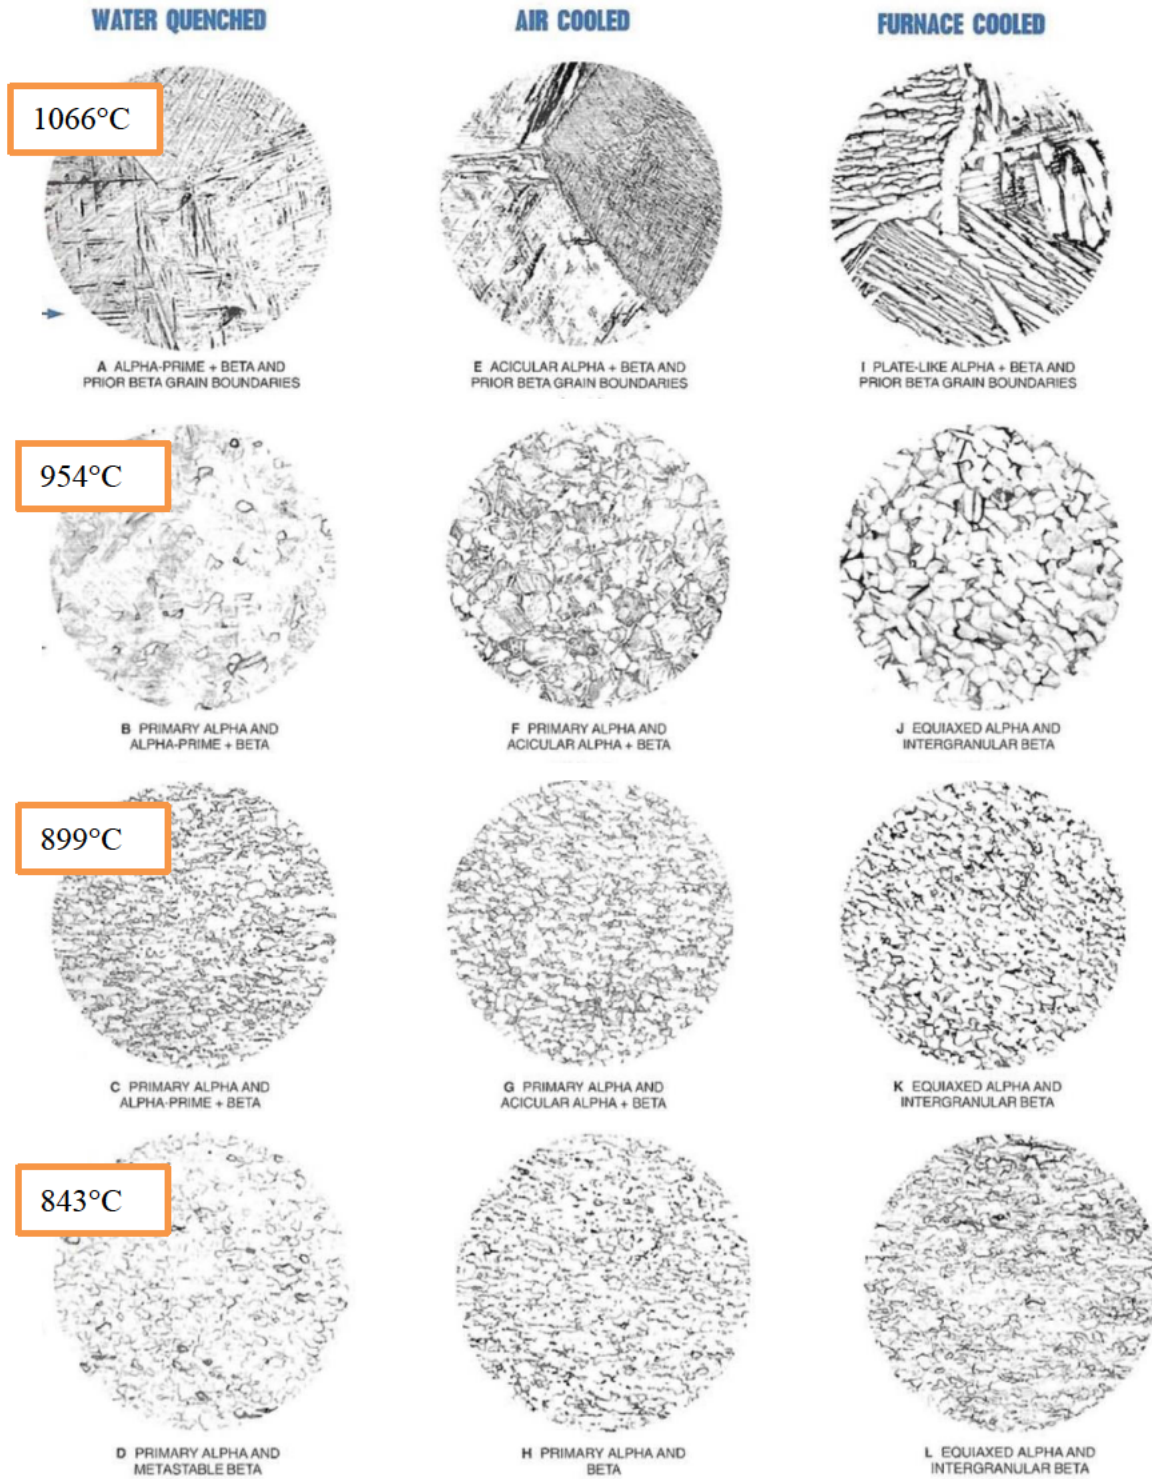 WATER QUENCHED
AIR COOLED
FURNACE COOLED
1066°C
A ALPHA-PRIME + BETA AND
PRIOR BETA GRAIN BOUNDARIES
E ACICULAR ALPHA + BETA AND
PRIOR BETA GRAIN BOUNDARIES
I PLATE-LIKE ALPHA + BETA AND
PRIOR BETA GRAIN BOUNDARIES
954°C
B PRIMARY ALPHA AND
ALPHA-PRIME + BETA
F PRIMARY ALPHA AND
ACICULAR ALPHA + BETA
J EQUIAXED ALPHA AND
INTERGRANULAR BETA
899°C
C PRIMARY ALPHA AND
ALPHA-PRIME + BETA
G PRIMARY ALPHA AND
ACICULAR ALPHA + BETA
K EQUIAXED ALPHA AND
INTERGRANULAR BETA
843°C
D PRIMARY ALPHA AND
METASTABLE BETA
H PRIMARY ALPHA AND
BETA
L EQUIAXED ALPHA AND
INTERGRANULAR BETA